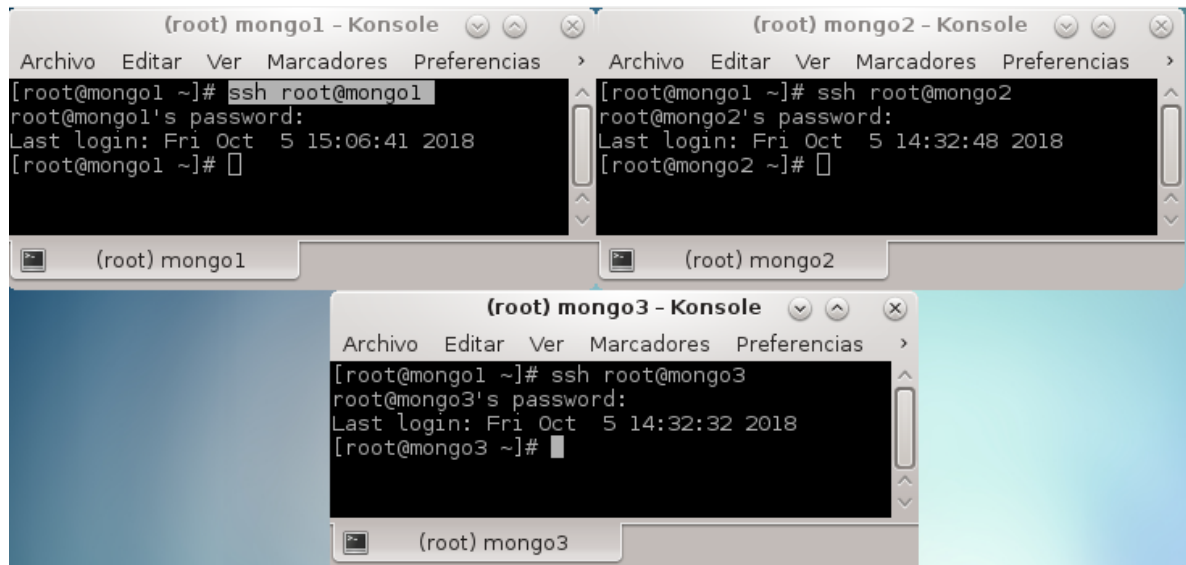 (root) mongo1 – Konsole
Archivo Editar Ver Marcadores Preferencias
[root@mongo1 ~]# ssh root@mongo1
root@mongo1's password:
Last login: Fri Oct  5 15:06:41 2018
[root@mongo1 ~]#
(root) mongo1
(root) mongo2 – Konsole
Archivo Editar Ver Marcadores Preferencias
[root@mongo1 ~]# ssh root@mongo2
root@mongo2's password:
Last login: Fri Oct  5 14:32:48 2018
[root@mongo2 ~]#
(root) mongo2
(root) mongo3 – Konsole
Archivo Editar Ver Marcadores Preferencias
[root@mongo1 ~]# ssh root@mongo3
root@mongo3's password:
Last login: Fri Oct  5 14:32:32 2018
[root@mongo3 ~]#
(root) mongo3